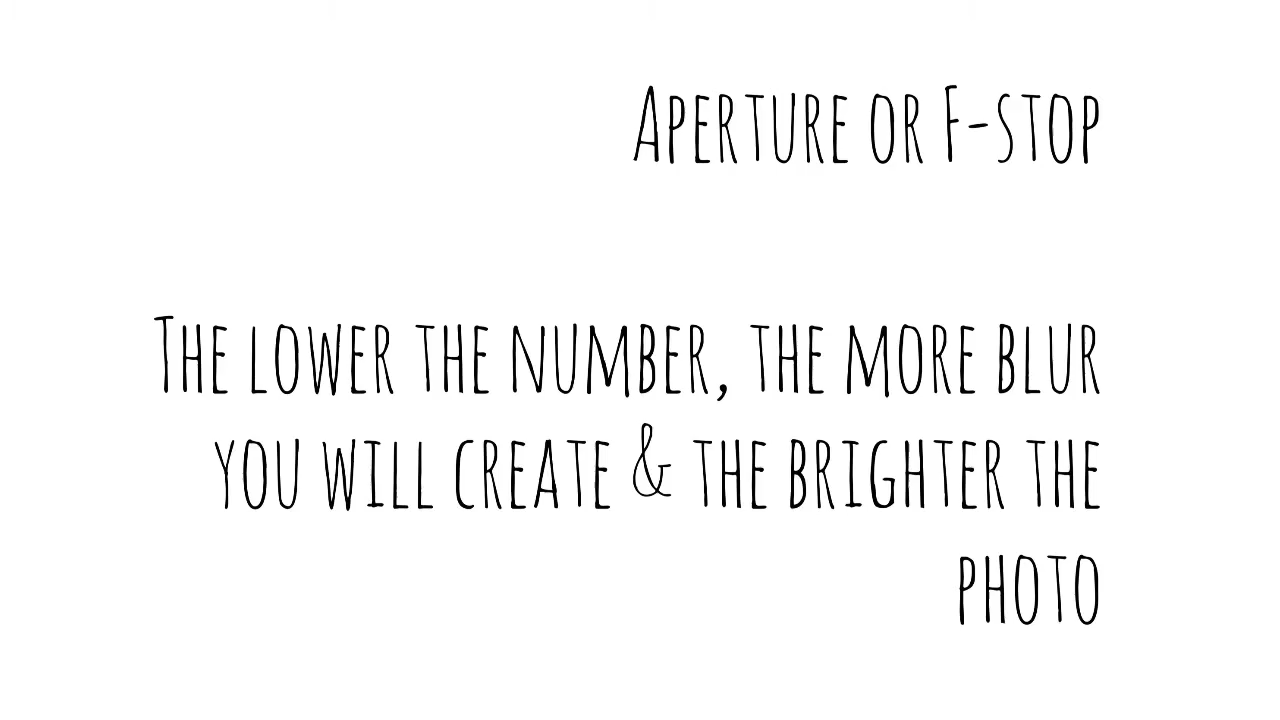 Aperture or F-stop
The lower the number, the more blur
you will create & the brighter the
photo